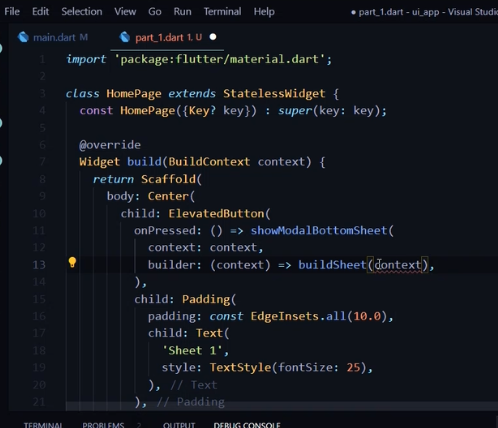 File Edit Selection View Go Run Terminal Help ● part_1.dart - ui_app - Visual Studio
main.dart M part_1.dart 1, U ●
1 import 'package:flutter/material.dart';
2
3 class HomePage extends StatelessWidget {
4 const HomePage({Key? key}) : super(key: key);
5
6 @override
7 Widget build(BuildContext context) {
8 return Scaffold(
9 body: Center(
10 child: ElevatedButton(
11 onPressed: () => showModalBottomSheet(
12 context: context,
13 builder: (context) => buildSheet(context),
14 ),
15 child: Padding(
16 padding: const EdgeInsets.all(10.0),
17 child: Text(
18 'Sheet 1',
19 style: TextStyle(fontSize: 25),
20 ), // Text
21 ), // Padding
TERMINAL PROBLEMS 2 OUTPUT DEBUG CONSOLE